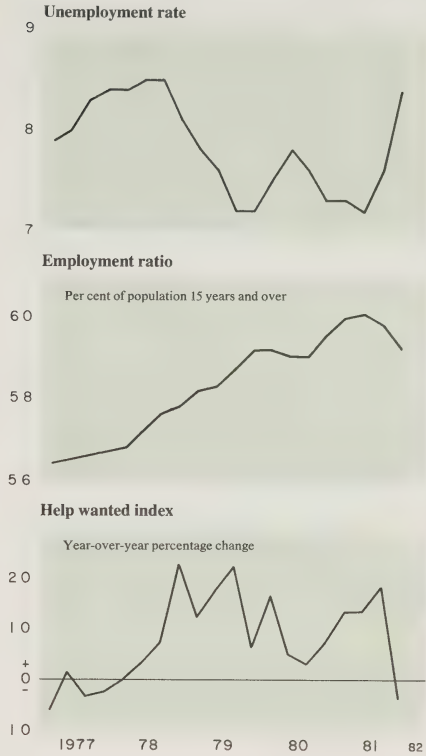 Unemployment rate
9
8
7
Employment ratio
Per cent of population 15 years and over
60
58
56
Help wanted index
Year-over-year percentage change
20
10
+
0
-
10
1977 78 79 80 81 82